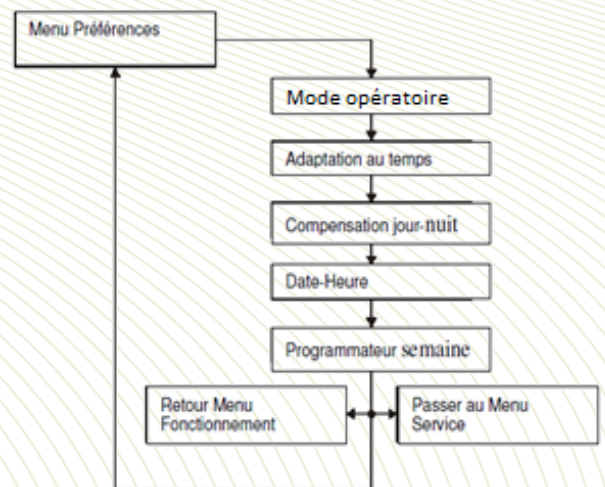 Menu Préférences
Mode opératoire
Adaptation au temps
Compensation jour-nuit
Date-Heure
Programmateur semaine
Retour Menu
Fonctionnement
Passer au Menu
Service